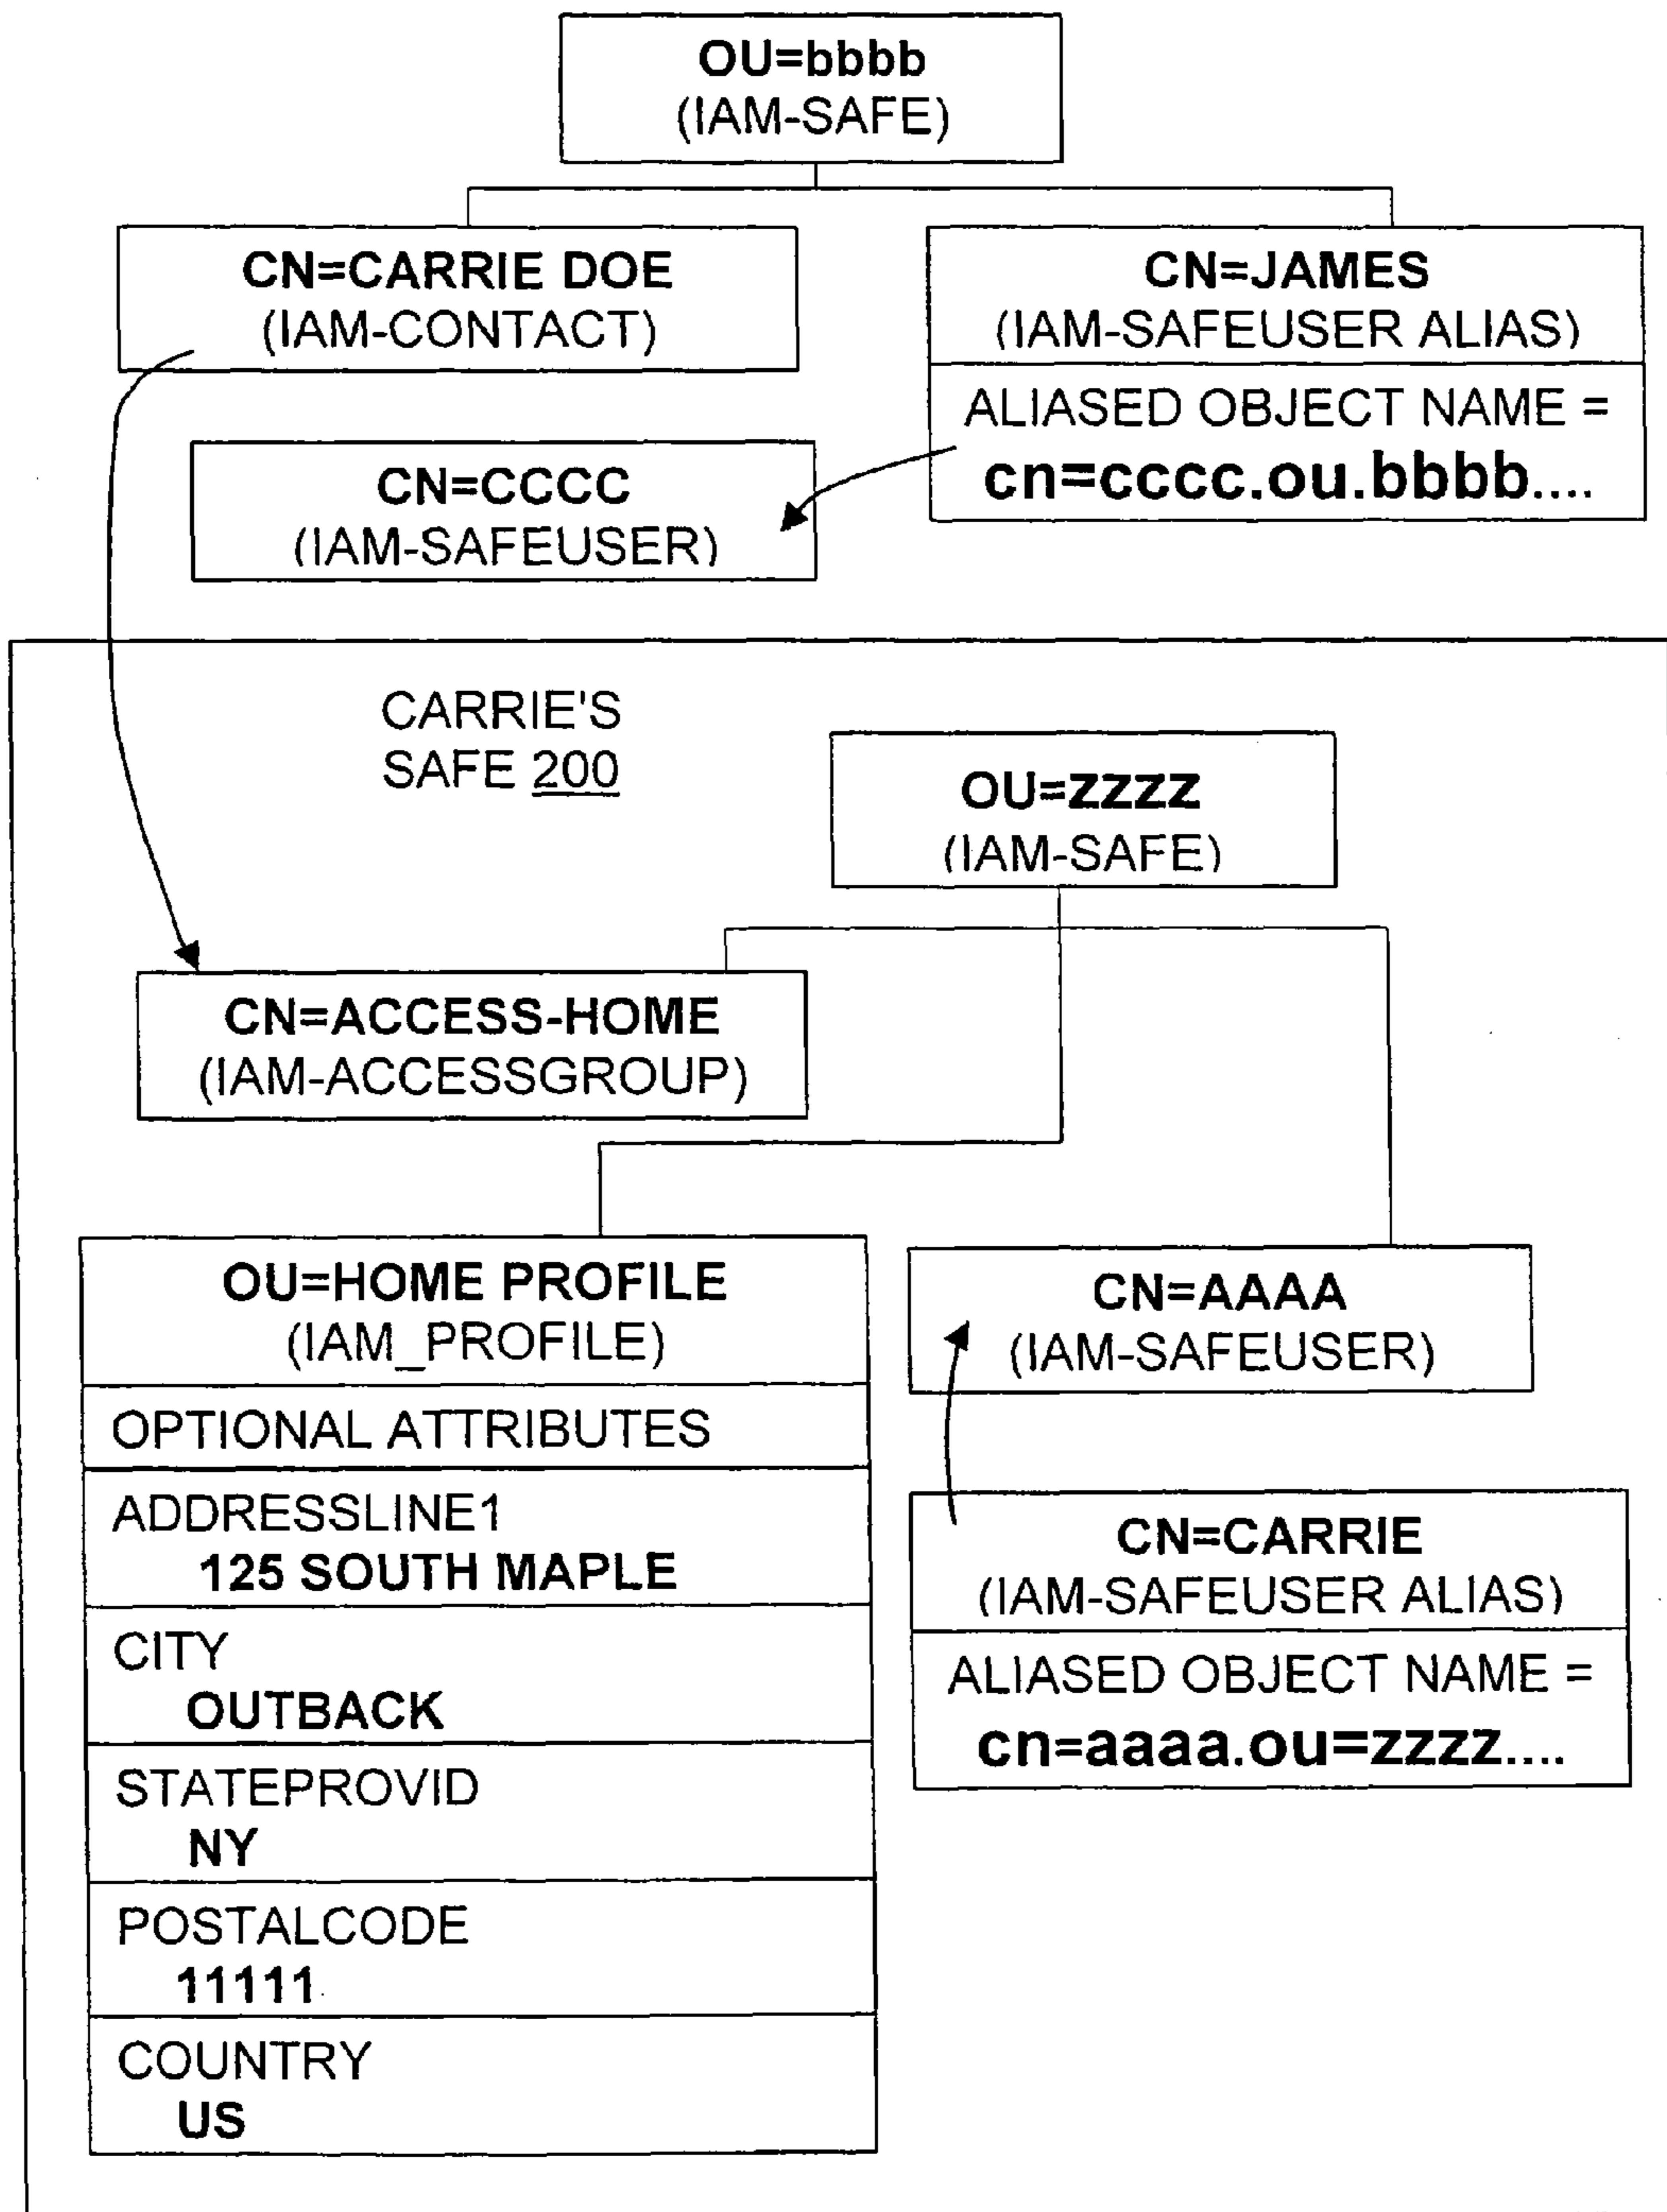 OU=bbbb
(IAM-SAFE)
CN=CARRIE DOE
(IAM-CONTACT)
CN=JAMES
(IAM-SAFEUSER ALIAS)
ALIASED OBJECT NAME =
cn=cccc.ou.bbbb....
CN=CCCC
(IAM-SAFEUSER)
CARRIE'S
SAFE 200
OU=ZZZZ
(IAM-SAFE)
CN=ACCESS-HOME
(IAM-ACCESSGROUP)
OU=HOME PROFILE
(IAM_PROFILE)
OPTIONAL ATTRIBUTES
ADDRESSLINE1
125 SOUTH MAPLE
CITY
OUTBACK
STATEPROVID
NY
POSTALCODE
11111
COUNTRY
US
CN=AAAA
(IAM-SAFEUSER)
CN=CARRIE
(IAM-SAFEUSER ALIAS)
ALIASED OBJECT NAME =
cn=aaaa.ou=zzzz....